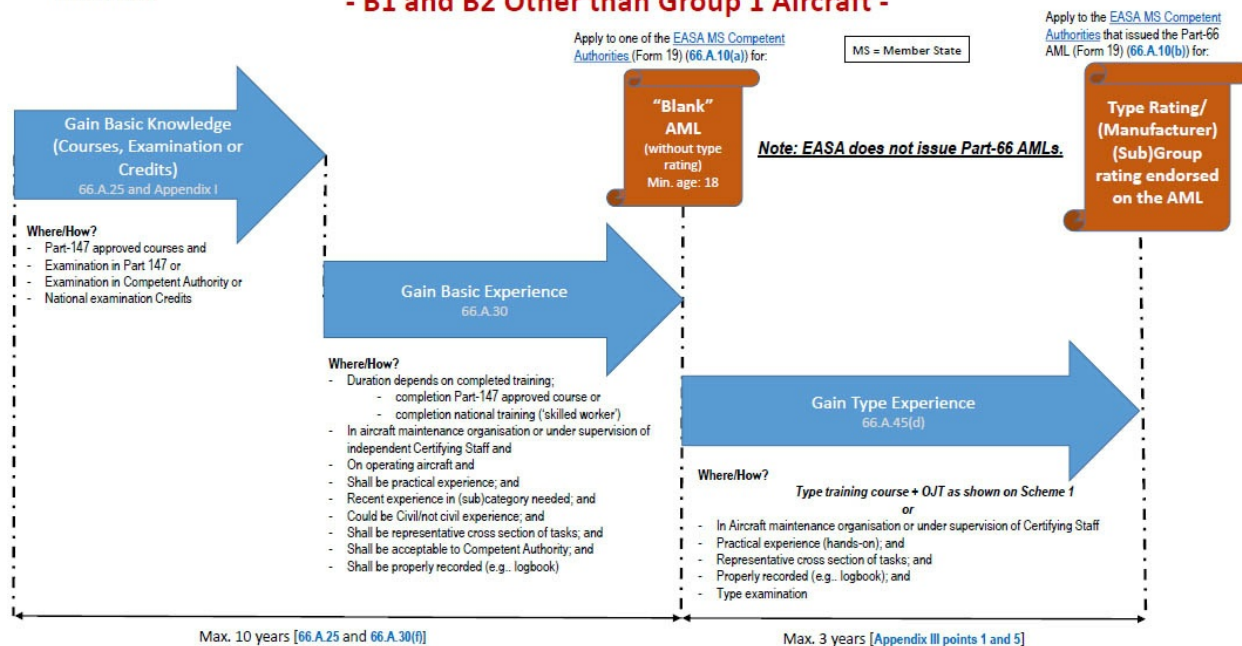 - B1 and B2 Other than Group 1 Aircraft -
Apply to one of the EASA MS Competent
Authorities (Form 19) (66.A.10(a)) for:
MS = Member State
Apply to the EASA MS Competent
Authorities that issued the Part-66
AML (Form 19) (66.A.10(b)) for:
Gain Basic Knowledge
(Courses, Examination or
Credits)
66.A.25 and Appendix I
"Blank"
AML
(without type
rating)
Min. age: 18
Note: EASA does not issue Part-66 AMLs.
Type Rating/
(Manufacturer)
(Sub)Group
rating endorsed
on the AML
Where/How?
- Part-147 approved courses and
- Examination in Part 147 or
- Examination in Competent Authority or
- National examination Credits
Gain Basic Experience
66.A.30
Where/How?
- Duration depends on completed training;
- completion Part-147 approved course or
- completion national training ('skilled worker')
- In aircraft maintenance organisation or under supervision of
independent Certifying Staff and
- On operating aircraft and
- Shall be practical experience; and
- Recent experience in (sub)category needed; and
- Could be Civil/not civil experience; and
- Shall be representative cross section of tasks; and
- Shall be acceptable to Competent Authority; and
- Shall be properly recorded (e.g.. logbook)
Gain Type Experience
66.A.45(d)
Where/How?
Type training course + OJT as shown on Scheme 1
or
- In Aircraft maintenance organisation or under supervision of Certifying Staff
- Practical experience (hands-on); and
- Representative cross section of tasks; and
- Properly recorded (e.g.. logbook); and
- Type examination
Max. 10 years [66.A.25 and 66.A.30(f)]
Max. 3 years [Appendix III points 1 and 5]